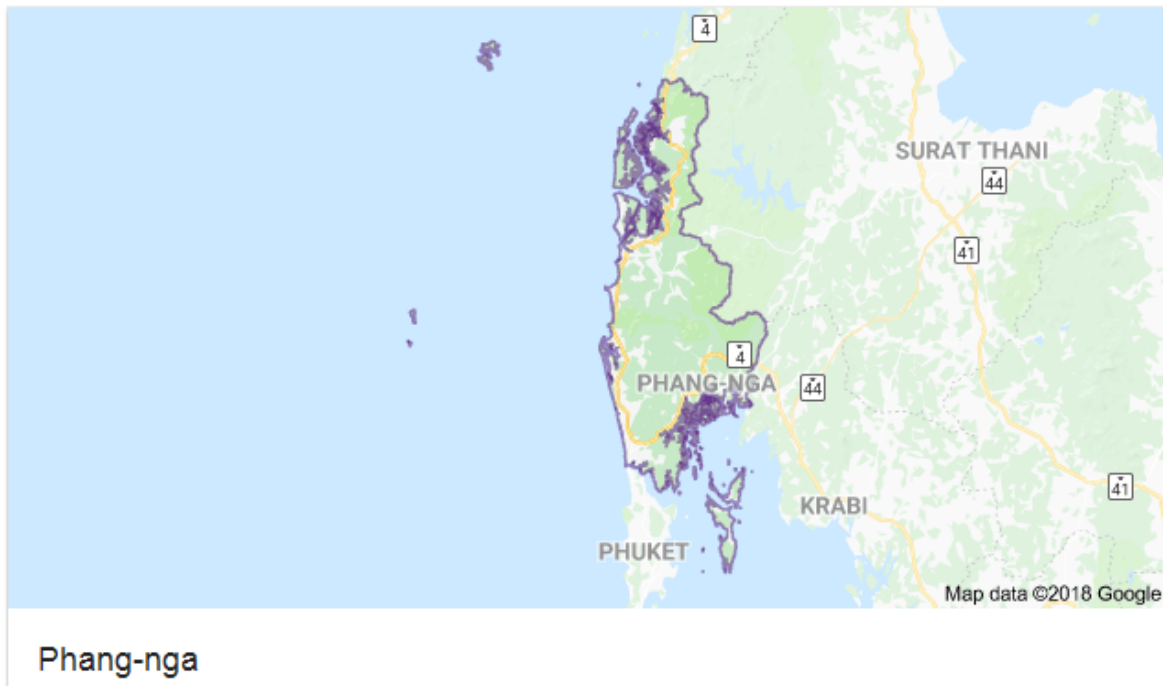 4
SURAT THANI
44
41
4
PHANG-NGA
44
41
KRABI
PHUKET
Map data ©2018 Google
Phang-nga